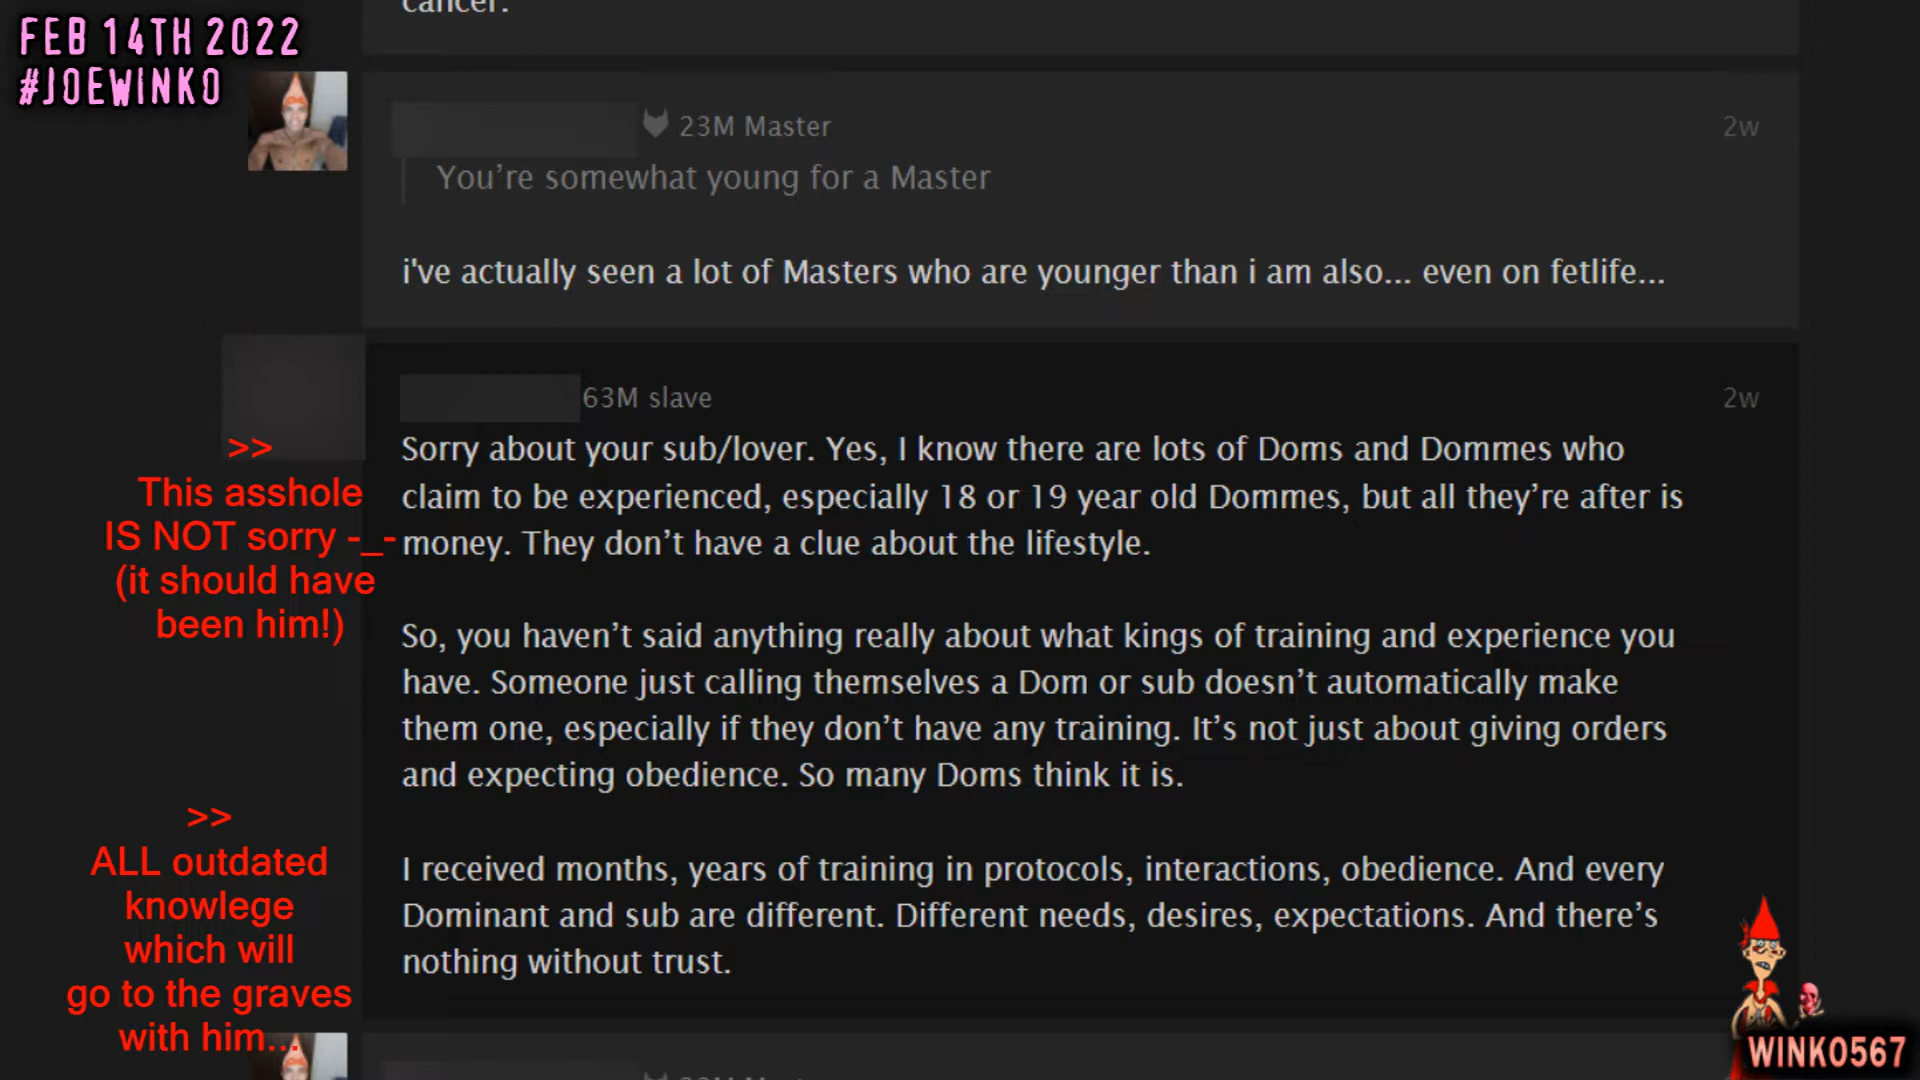 cancer.
FEB 14TH 2022
#JOEWINKO
23M Master
2w
You're somewhat young for a Master
i've actually seen a lot of Masters who are younger than i am also... even on fetlife...
63M slave
2w
Sorry about your sub/lover. Yes, I know there are lots of Doms and Dommes who
claim to be experienced, especially 18 or 19 year old Dommes, but all they're after is
money. They don't have a clue about the lifestyle.
So, you haven't said anything really about what kings of training and experience you
have. Someone just calling themselves a Dom or sub doesn't automatically make
them one, especially if they don't have any training. It's not just about giving orders
and expecting obedience. So many Doms think it is.
I received months, years of training in protocols, interactions, obedience. And every
Dominant and sub are different. Different needs, desires, expectations. And there's
nothing without trust.
>>
This asshole
IS NOT sorry -_-
(it should have
been him!)
>>
ALL outdated
knowlege
which will
go to the graves
with him...
WINKO567